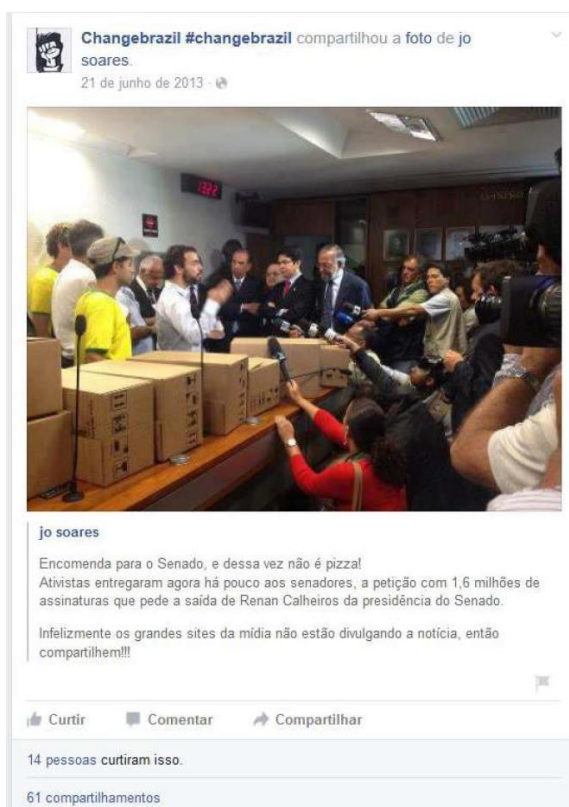 Changebrazil #changebrazil compartilhou a foto de jo
soares.
21 de junho de 2013 ·
jo soares
Encomenda para o Senado, e dessa vez não é pizza!
Ativistas entregaram agora há pouco aos senadores, a petição com 1,6 milhões de
assinaturas que pede a saída de Renan Calheiros da presidência do Senado.
Infelizmente os grandes sites da mídia não estão divulgando a notícia, então
compartilhem!!!
Curtir Comentar Compartilhar
14 pessoas curtiram isso.
61 compartilhamentos